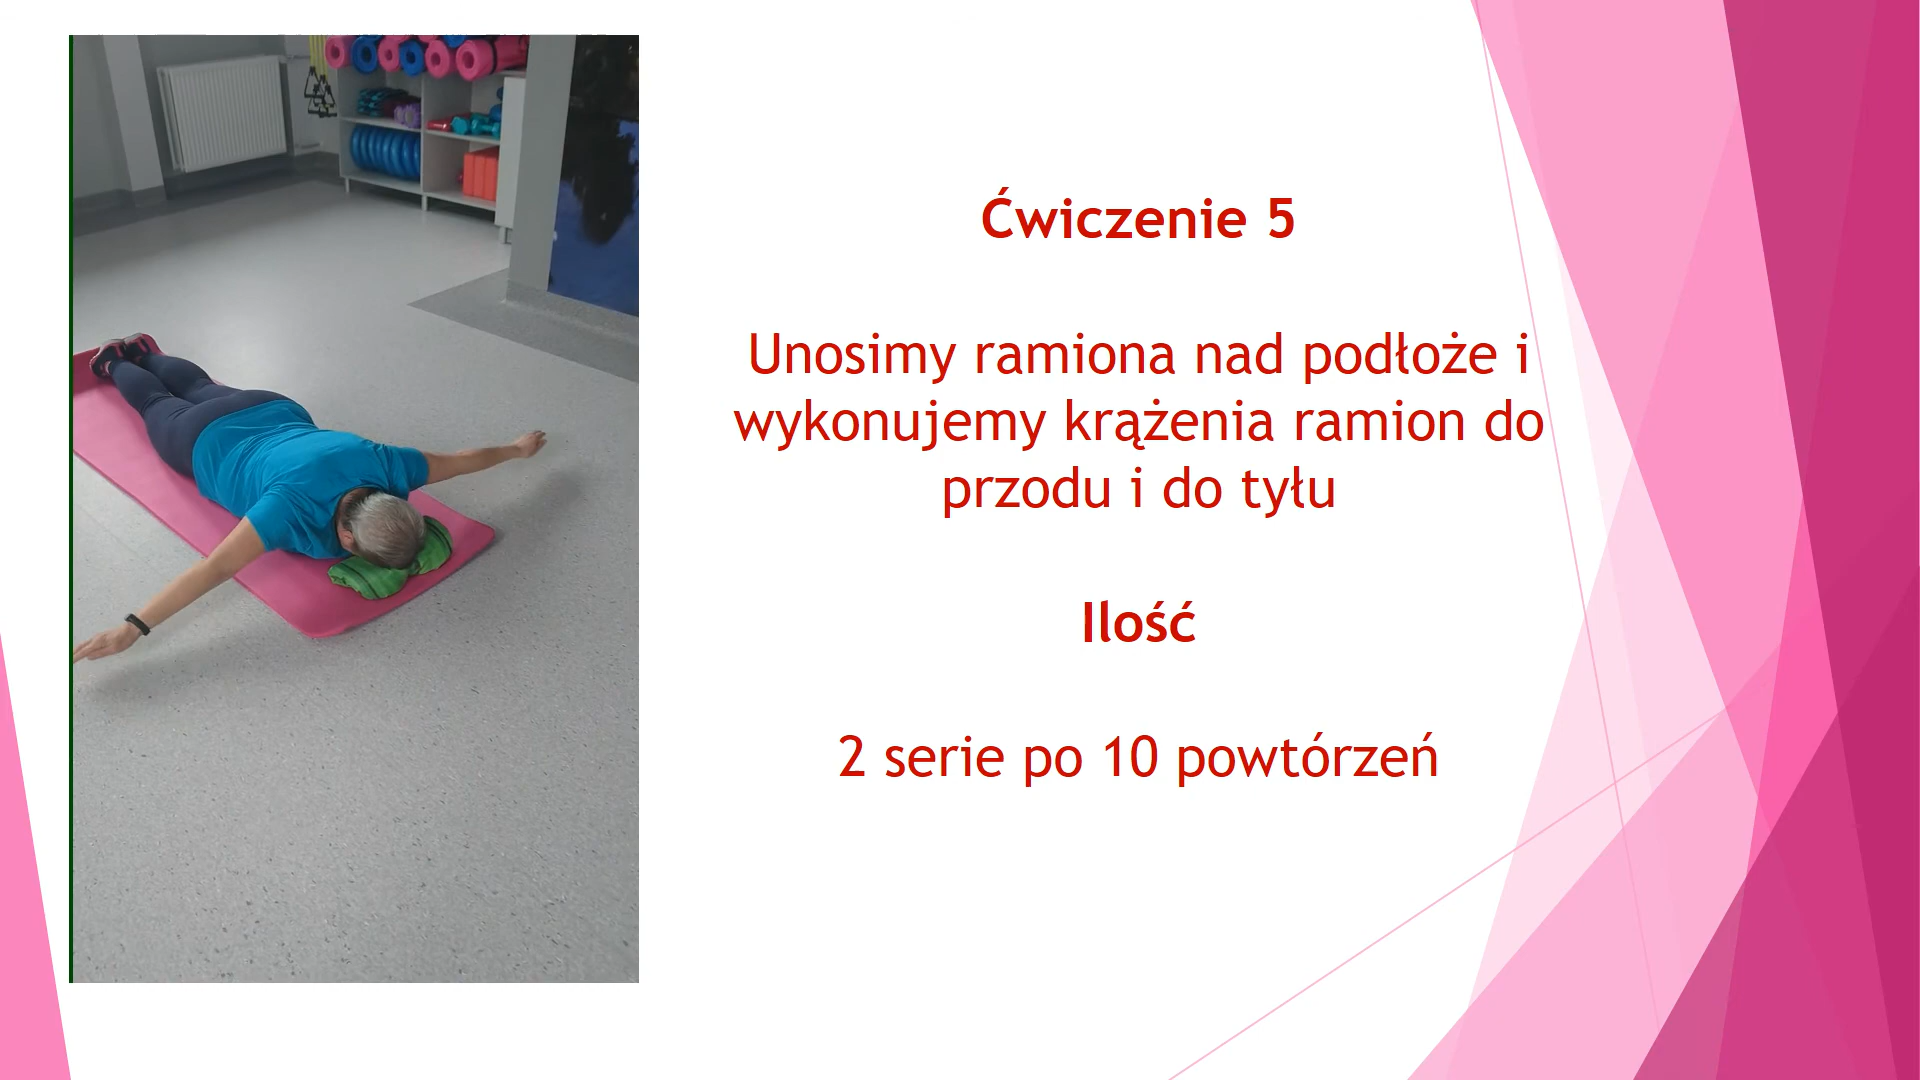 Ćwiczenie 5
Unosimy ramiona nad podłoże i
wykonujemy krążenia ramion do
przodu i do tyłu
Ilość
2 serie po 10 powtórzeń